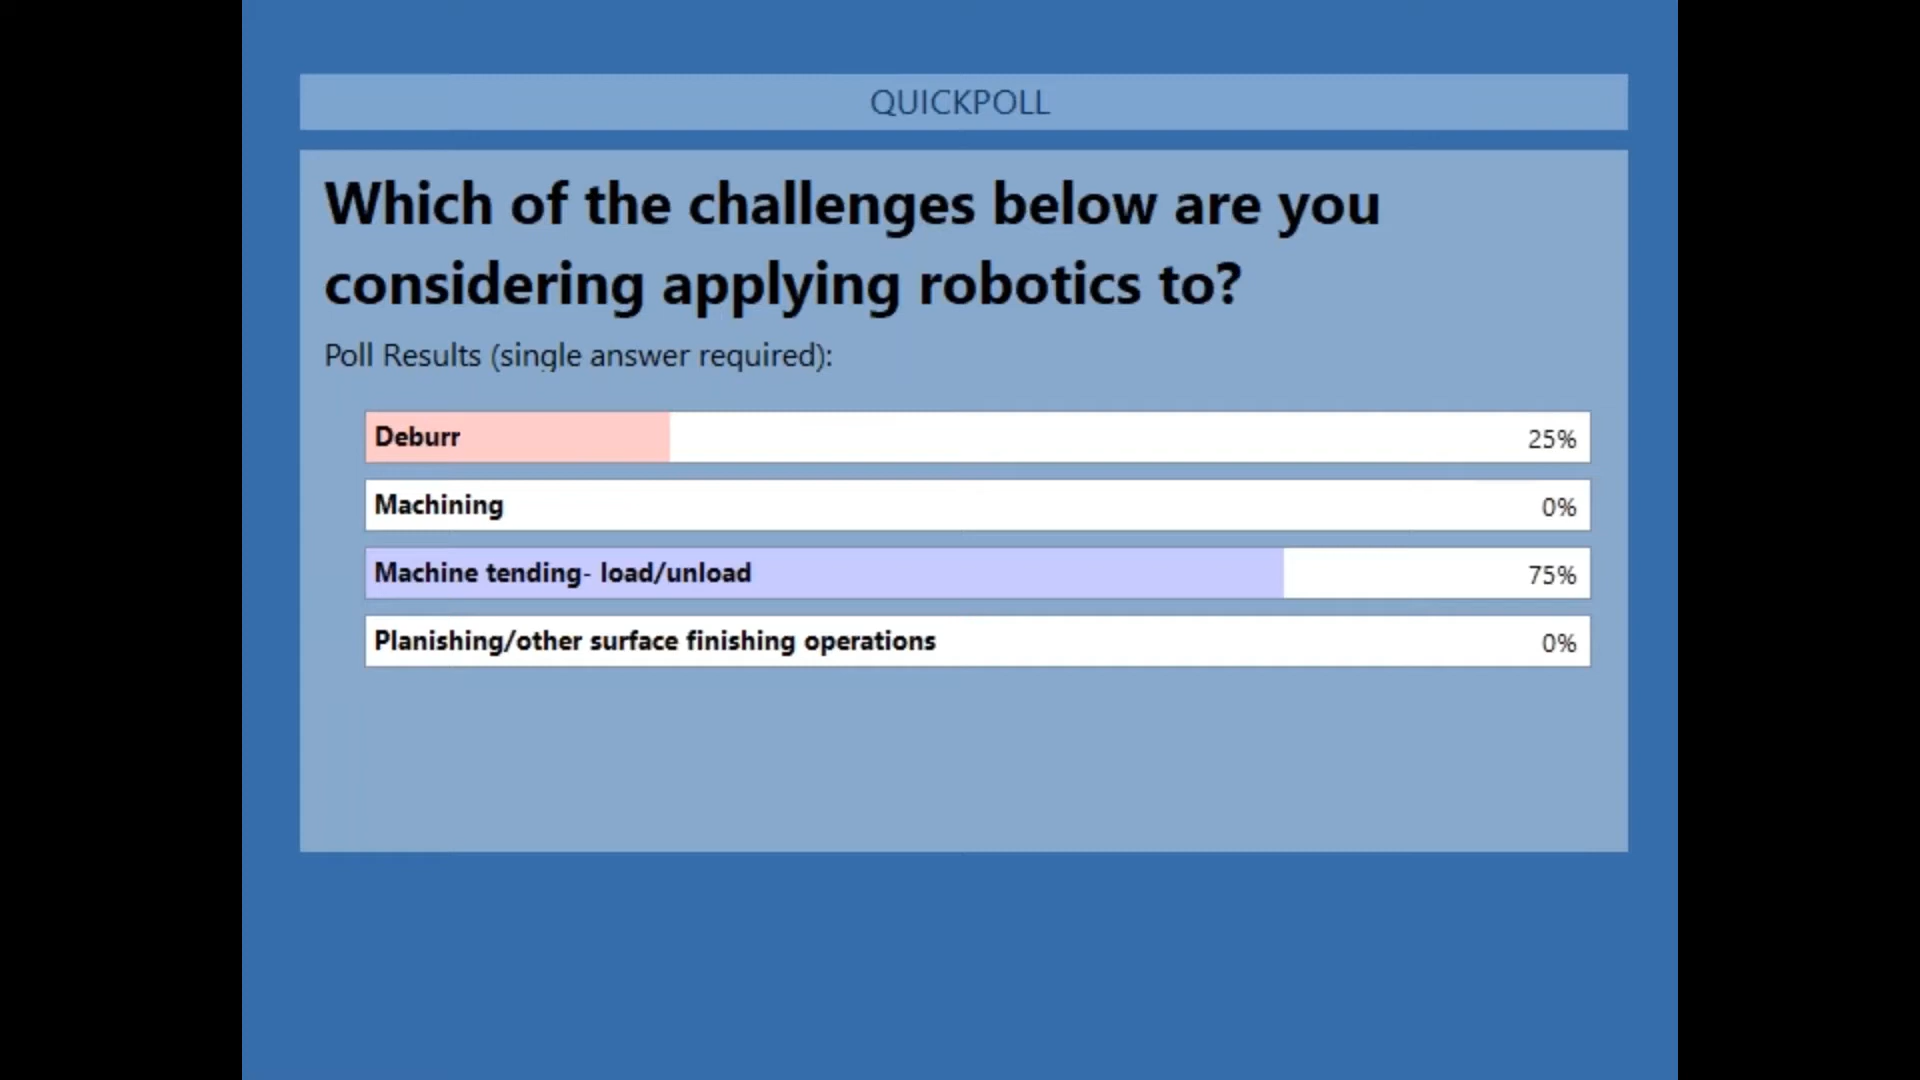 QUICKPOLL
Which of the challenges below are you
considering applying robotics to?
Poll Results (single answer required):
Deburr 25%
Machining 0%
Machine tending- load/unload 75%
Planishing/other surface finishing operations 0%